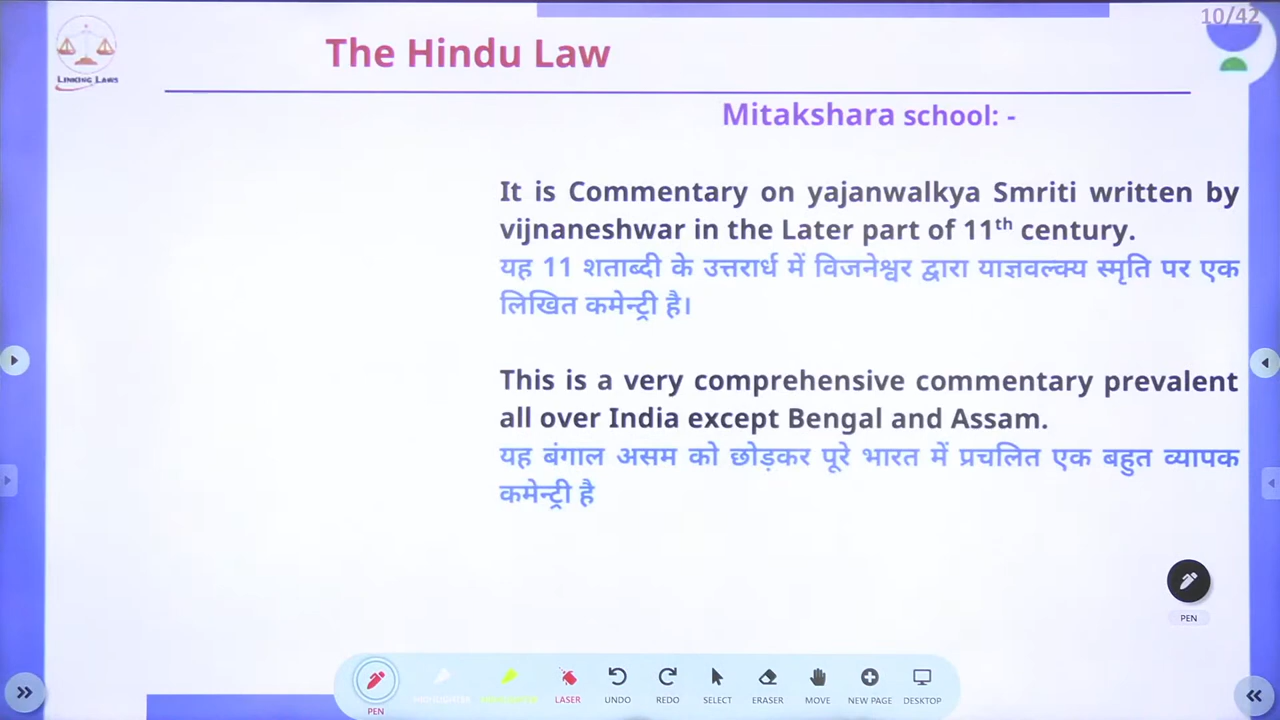 10/42
The Hindu Law
LINKING LAWS
Mitakshara school: -
It is Commentary on yajanwalkya Smriti written by
vijnaneshwar in the Later part of 11th century.
यह 11 शताब्दी के उत्तरार्ध में विजनेश्वर द्वारा याज्ञवल्क्य स्मृति पर एक
लिखित कमेन्ट्री है।
This is a very comprehensive commentary prevalent
all over India except Bengal and Assam.
यह बंगाल असम को छोड़कर पूरे भारत में प्रचलित एक बहुत व्यापक
कमेन्ट्री है
PEN
PEN
LASER
UNDO
REDO
SELECT
ERASER
MOVE
NEW PAGE
DESKTOP